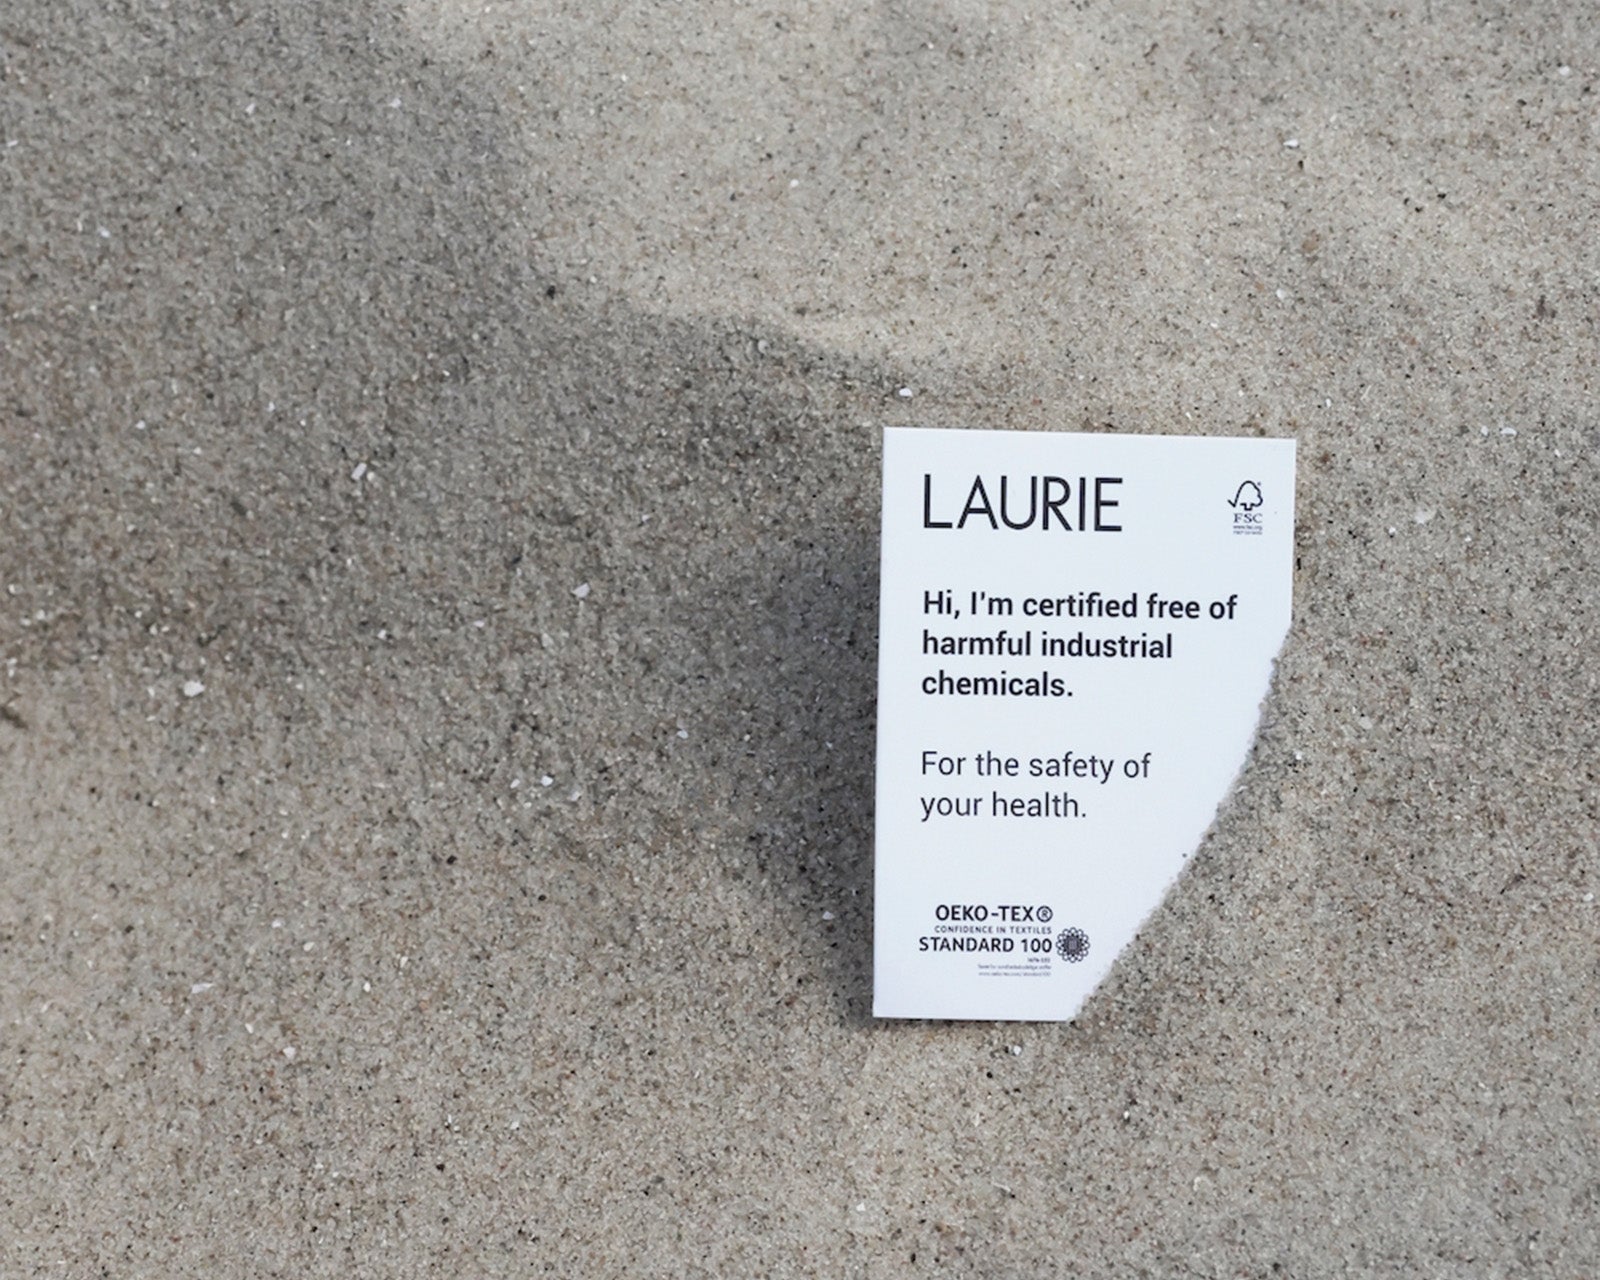 LAURIE
FSC
Hi, I'm certified free of
harmful industrial
chemicals.
For the safety of
your health.
OEKO-TEX®
CONFIDENCE IN TEXTILES
STANDARD 100